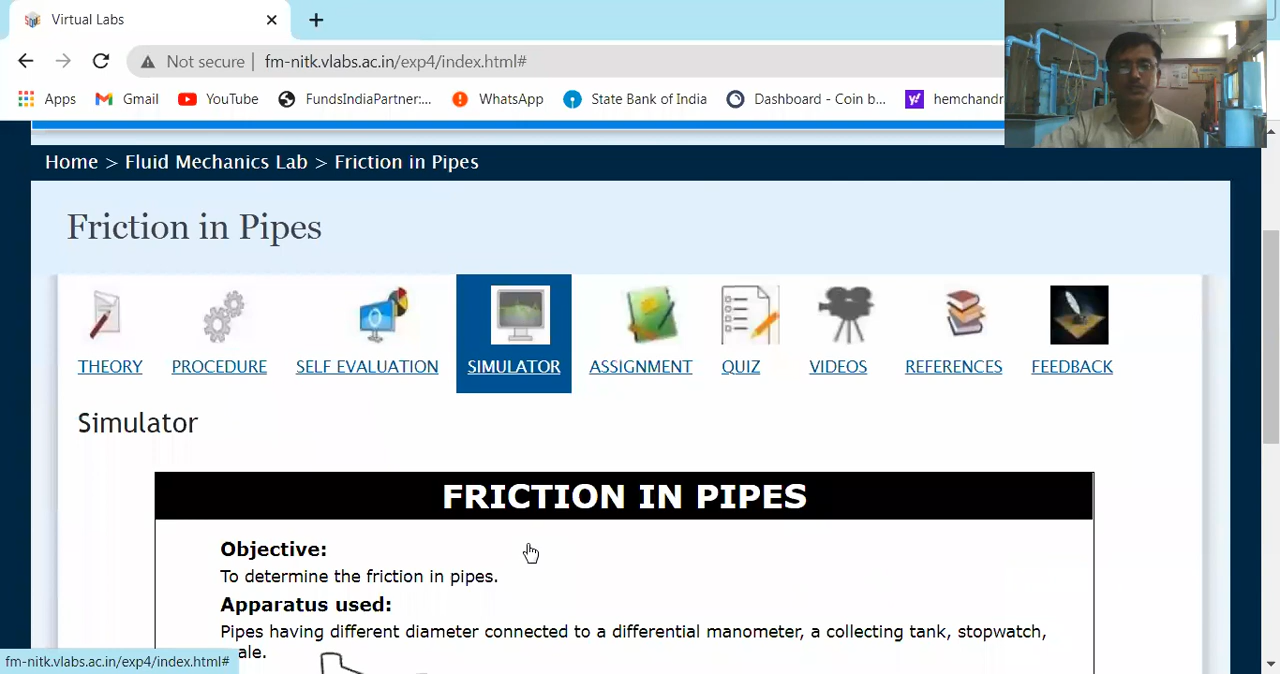 Virtual Labs
Not secure | fm-nitk.vlabs.ac.in/exp4/index.html#
Apps Gmail YouTube FundsIndiaPartner:... WhatsApp State Bank of India Dashboard - Coin b... hemchandr
Home > Fluid Mechanics Lab > Friction in Pipes
Friction in Pipes
THEORY PROCEDURE SELF EVALUATION SIMULATOR ASSIGNMENT QUIZ VIDEOS REFERENCES FEEDBACK
Simulator
FRICTION IN PIPES
Objective:
To determine the friction in pipes.
Apparatus used:
Pipes having different diameter connected to a differential manometer, a collecting tank, stopwatch,
ale.
fm-nitk.vlabs.ac.in/exp4/index.html#